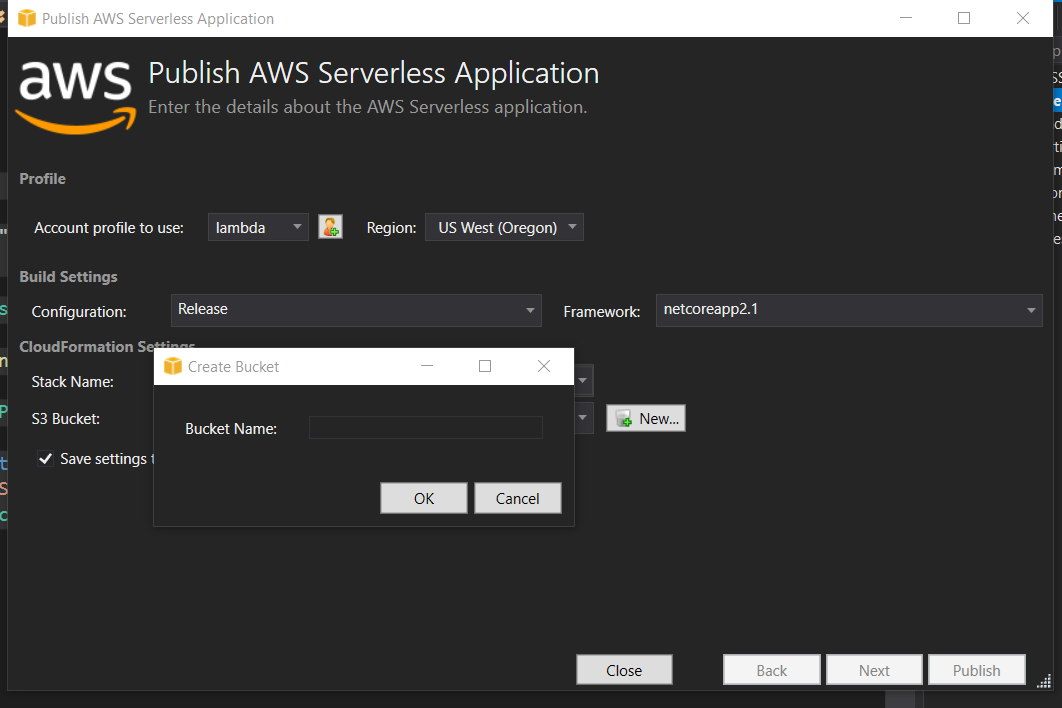 Publish AWS Serverless Application
aws
Publish AWS Serverless Application
Enter the details about the AWS Serverless application.
Profile
Account profile to use:
lambda
Region:
US West (Oregon)
Build Settings
Configuration:
Release
Framework:
netcoreapp2.1
CloudFormation Settings
Create Bucket
Stack Name:
S3 Bucket:
New...
Bucket Name:
Save settings
OK
Cancel
Close
Back
Next
Publish